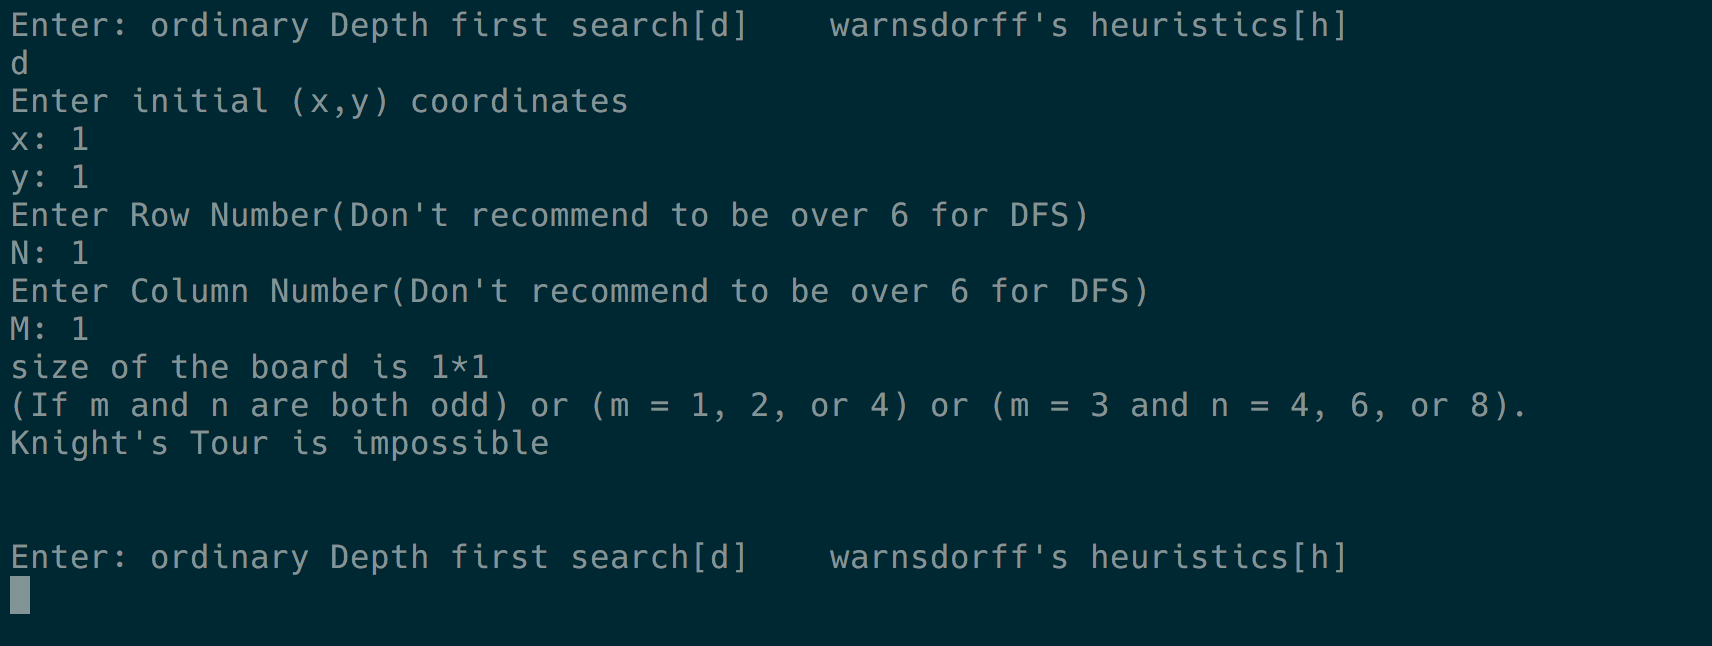 Enter: ordinary Depth first search[d]    warnsdorff's heuristics[h]
d
Enter initial (x,y) coordinates
x: 1
y: 1
Enter Row Number(Don't recommend to be over 6 for DFS)
N: 1
Enter Column Number(Don't recommend to be over 6 for DFS)
M: 1
size of the board is 1*1
(If m and n are both odd) or (m = 1, 2, or 4) or (m = 3 and n = 4, 6, or 8).
Knight's Tour is impossible
Enter: ordinary Depth first search[d]    warnsdorff's heuristics[h]